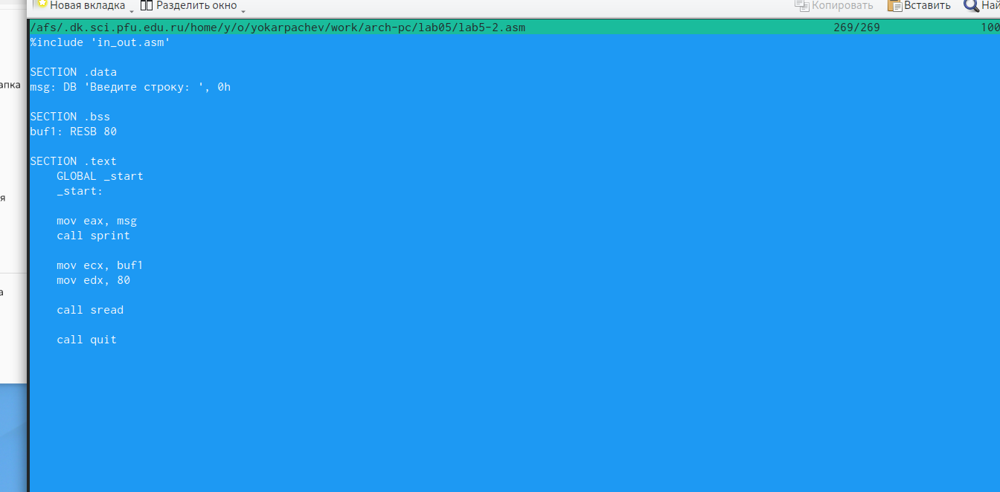 Новая вкладка Разделить окно Копировать Вставить Най
/afs/.dk.sci.pfu.edu.ru/home/y/o/yokarpachev/work/arch-pc/lab05/lab5-2.asm 269/269 100
%include 'in_out.asm'
SECTION .data
апка
msg: DB 'Введите строку: ', 0h
SECTION .bss
buf1: RESB 80
SECTION .text
GLOBAL _start
_start:
я
mov eax, msg
call sprint
mov ecx, buf1
mov edx, 80
а
call sread
call quit